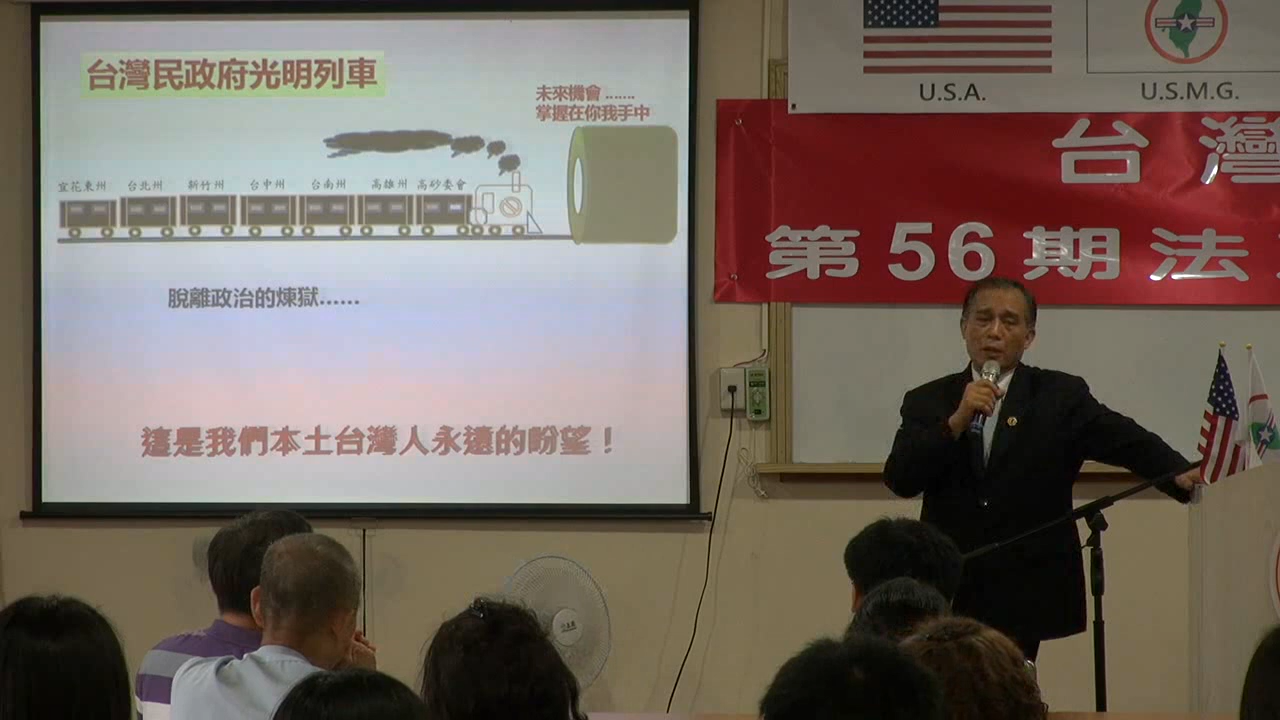 台灣民政府光明列車
未來機會.......
掌握在你我手中
宜花東州 台北州 新竹州 台中州 台南州 高雄州 高砂委會
脫離政治的煉獄......
這是我們本土台灣人永遠的盼望！
U.S.A. U.S.M.G.
台灣
第56期法